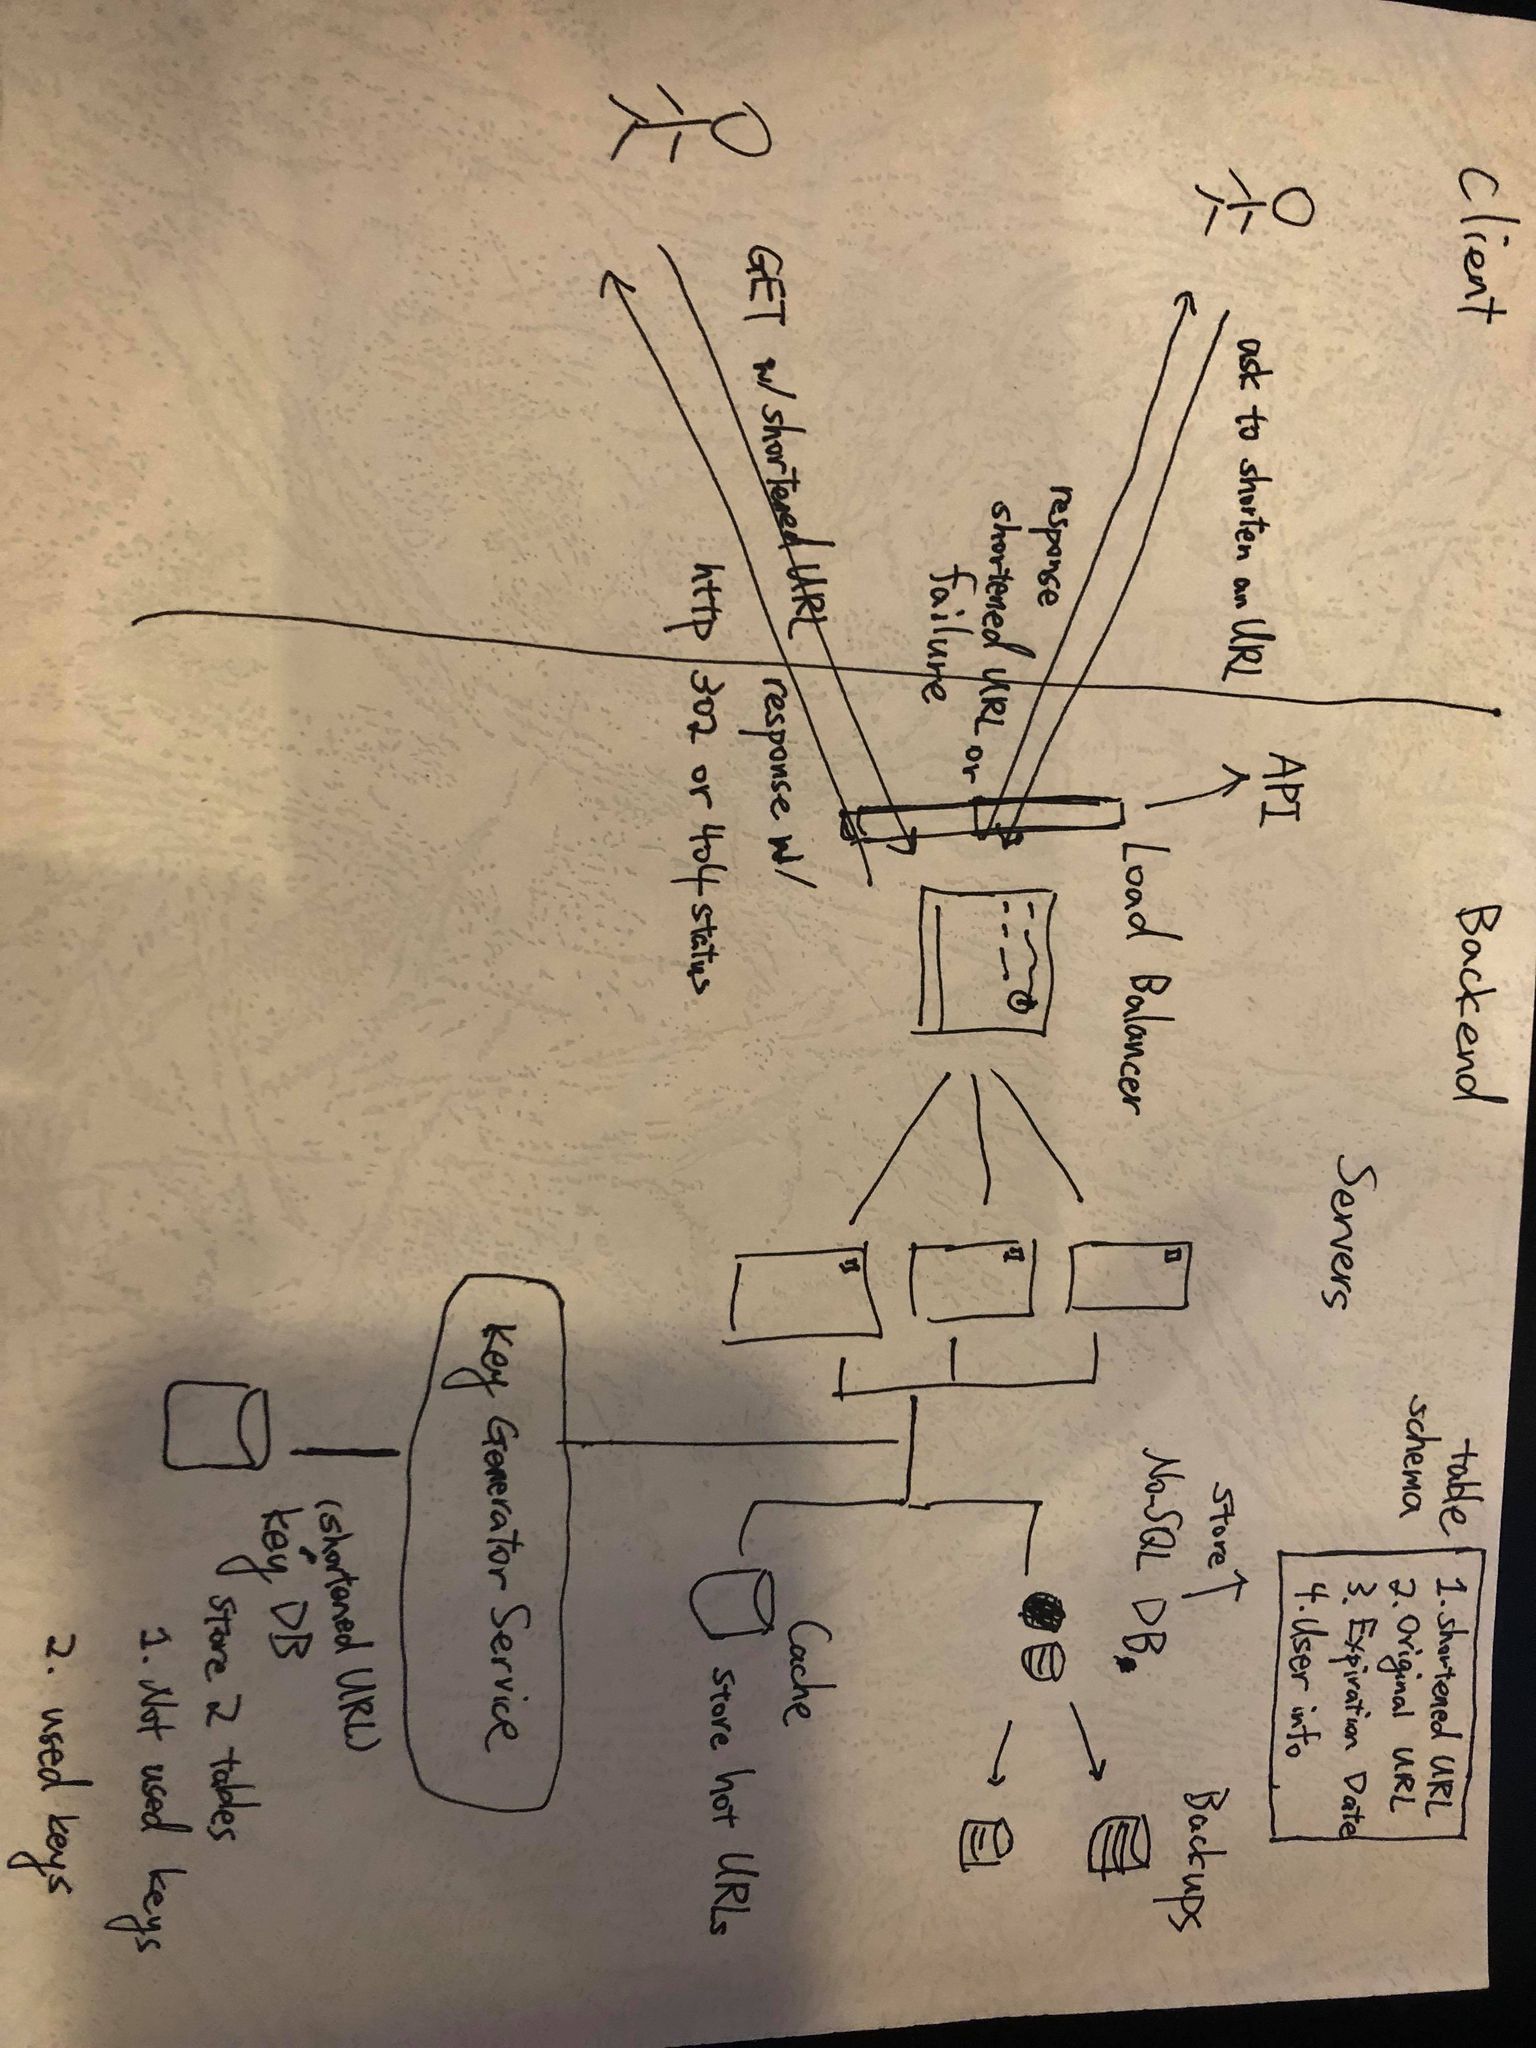 Client
Backend
table
schema
1. shortened URL
2. Original URL
3. Expiration Date
4. User info
Servers
API
ask to shorten an URL
store
No-SQL DB.
Backups
Load Balancer
response
shortened URL or
failure
GET w/ shortened URL
response w/
http 302 or 404 status
Cache
store hot URLs
Key Generator Service
(shortened URL)
key DB
store 2 tables
1. Not used keys
2. used keys